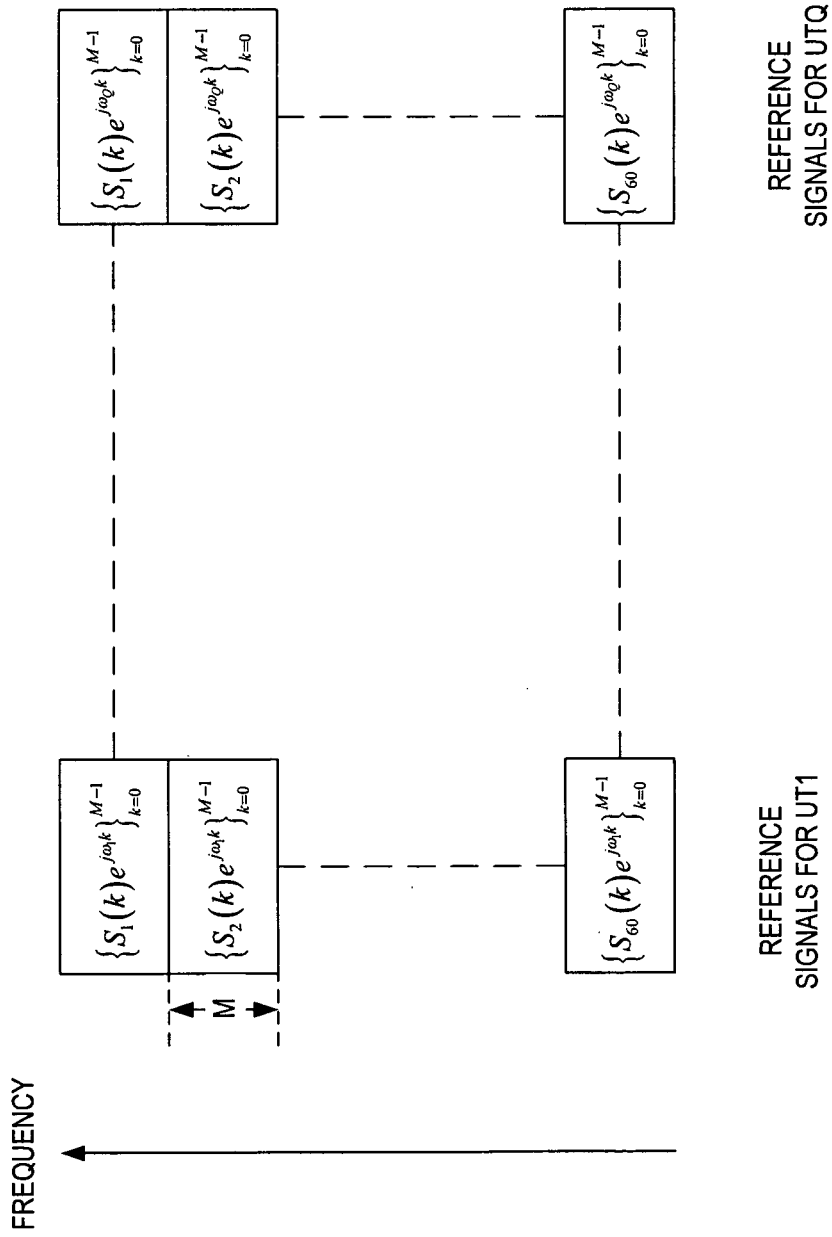 FREQUENCY
M
{S_1(k)e^{jω_1k}}_{k=0}^{M-1}
{S_2(k)e^{jω_1k}}_{k=0}^{M-1}
{S_60(k)e^{jω_1k}}_{k=0}^{M-1}
REFERENCE
SIGNALS FOR UT1
{S_1(k)e^{jω_Qk}}_{k=0}^{M-1}
{S_2(k)e^{jω_Qk}}_{k=0}^{M-1}
{S_60(k)e^{jω_Qk}}_{k=0}^{M-1}
REFERENCE
SIGNALS FOR UTQ